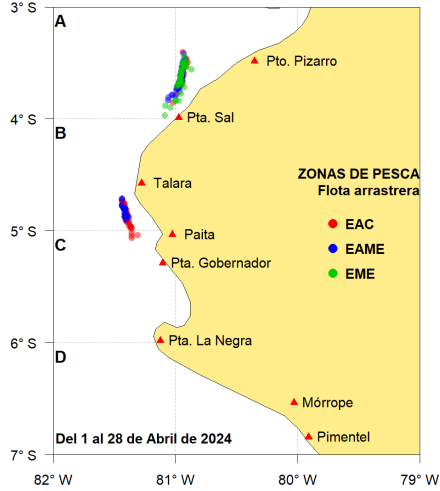 3° S
A
Pto. Pizarro
4° S
Pta. Sal
B
ZONAS DE PESCA
Flota arrastrera
Talara
EAC
5° S
Paita
EAME
C
Pta. Gobernador
EME
6° S
Pta. La Negra
D
Mórrope
Del 1 al 28 de Abril de 2024
Pimentel
7° S
82° W
81° W
80° W
79° W